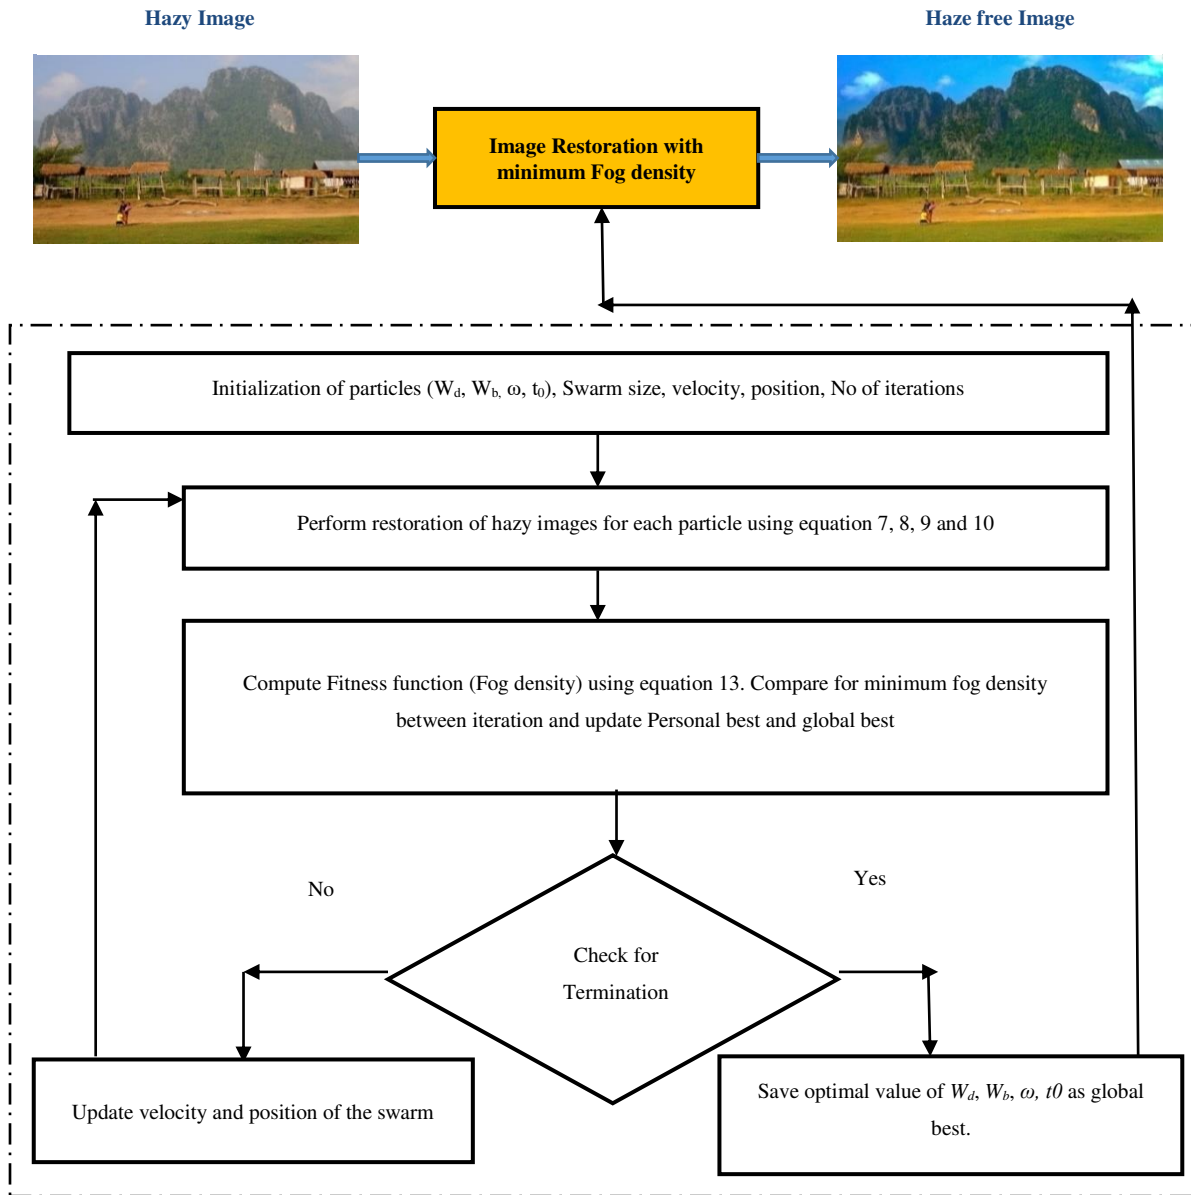 Hazy Image
Haze free Image
Image Restoration with
minimum Fog density
Initialization of particles (Wd, Wb, ω, t0), Swarm size, velocity, position, No of iterations
Perform restoration of hazy images for each particle using equation 7, 8, 9 and 10
Compute Fitness function (Fog density) using equation 13. Compare for minimum fog density
between iteration and update Personal best and global best
No
Yes
Check for
Termination
Update velocity and position of the swarm
Save optimal value of Wd, Wb, ω, t0 as global
best.